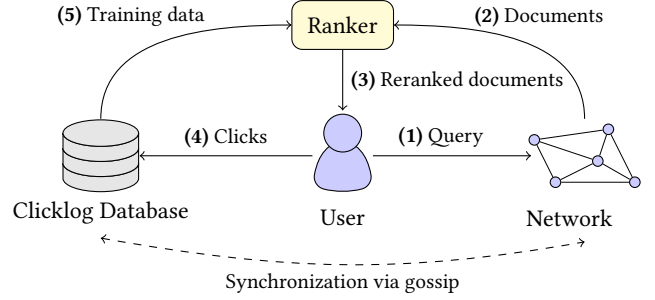 (5) Training data
Ranker
(2) Documents
(3) Reranked documents
(4) Clicks
(1) Query
Clicklog Database
User
Network
Synchronization via gossip